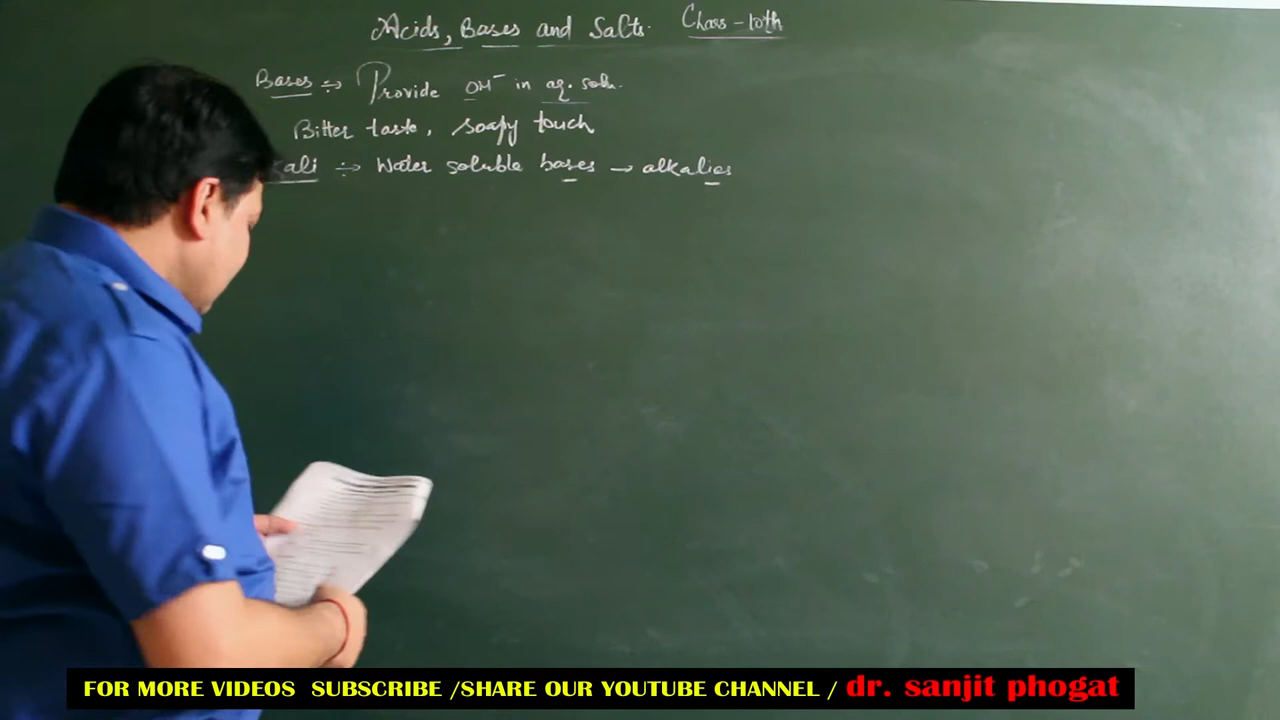 Acids, Bases and Salts. Class-10th
Bases ÷> Provide OH⁻ in aq. soln.
Bitter taste, soapy touch
kali ÷> Water soluble bases → alkalies
FOR MORE VIDEOS SUBSCRIBE /SHARE OUR YOUTUBE CHANNEL / dr. sanjit phogat